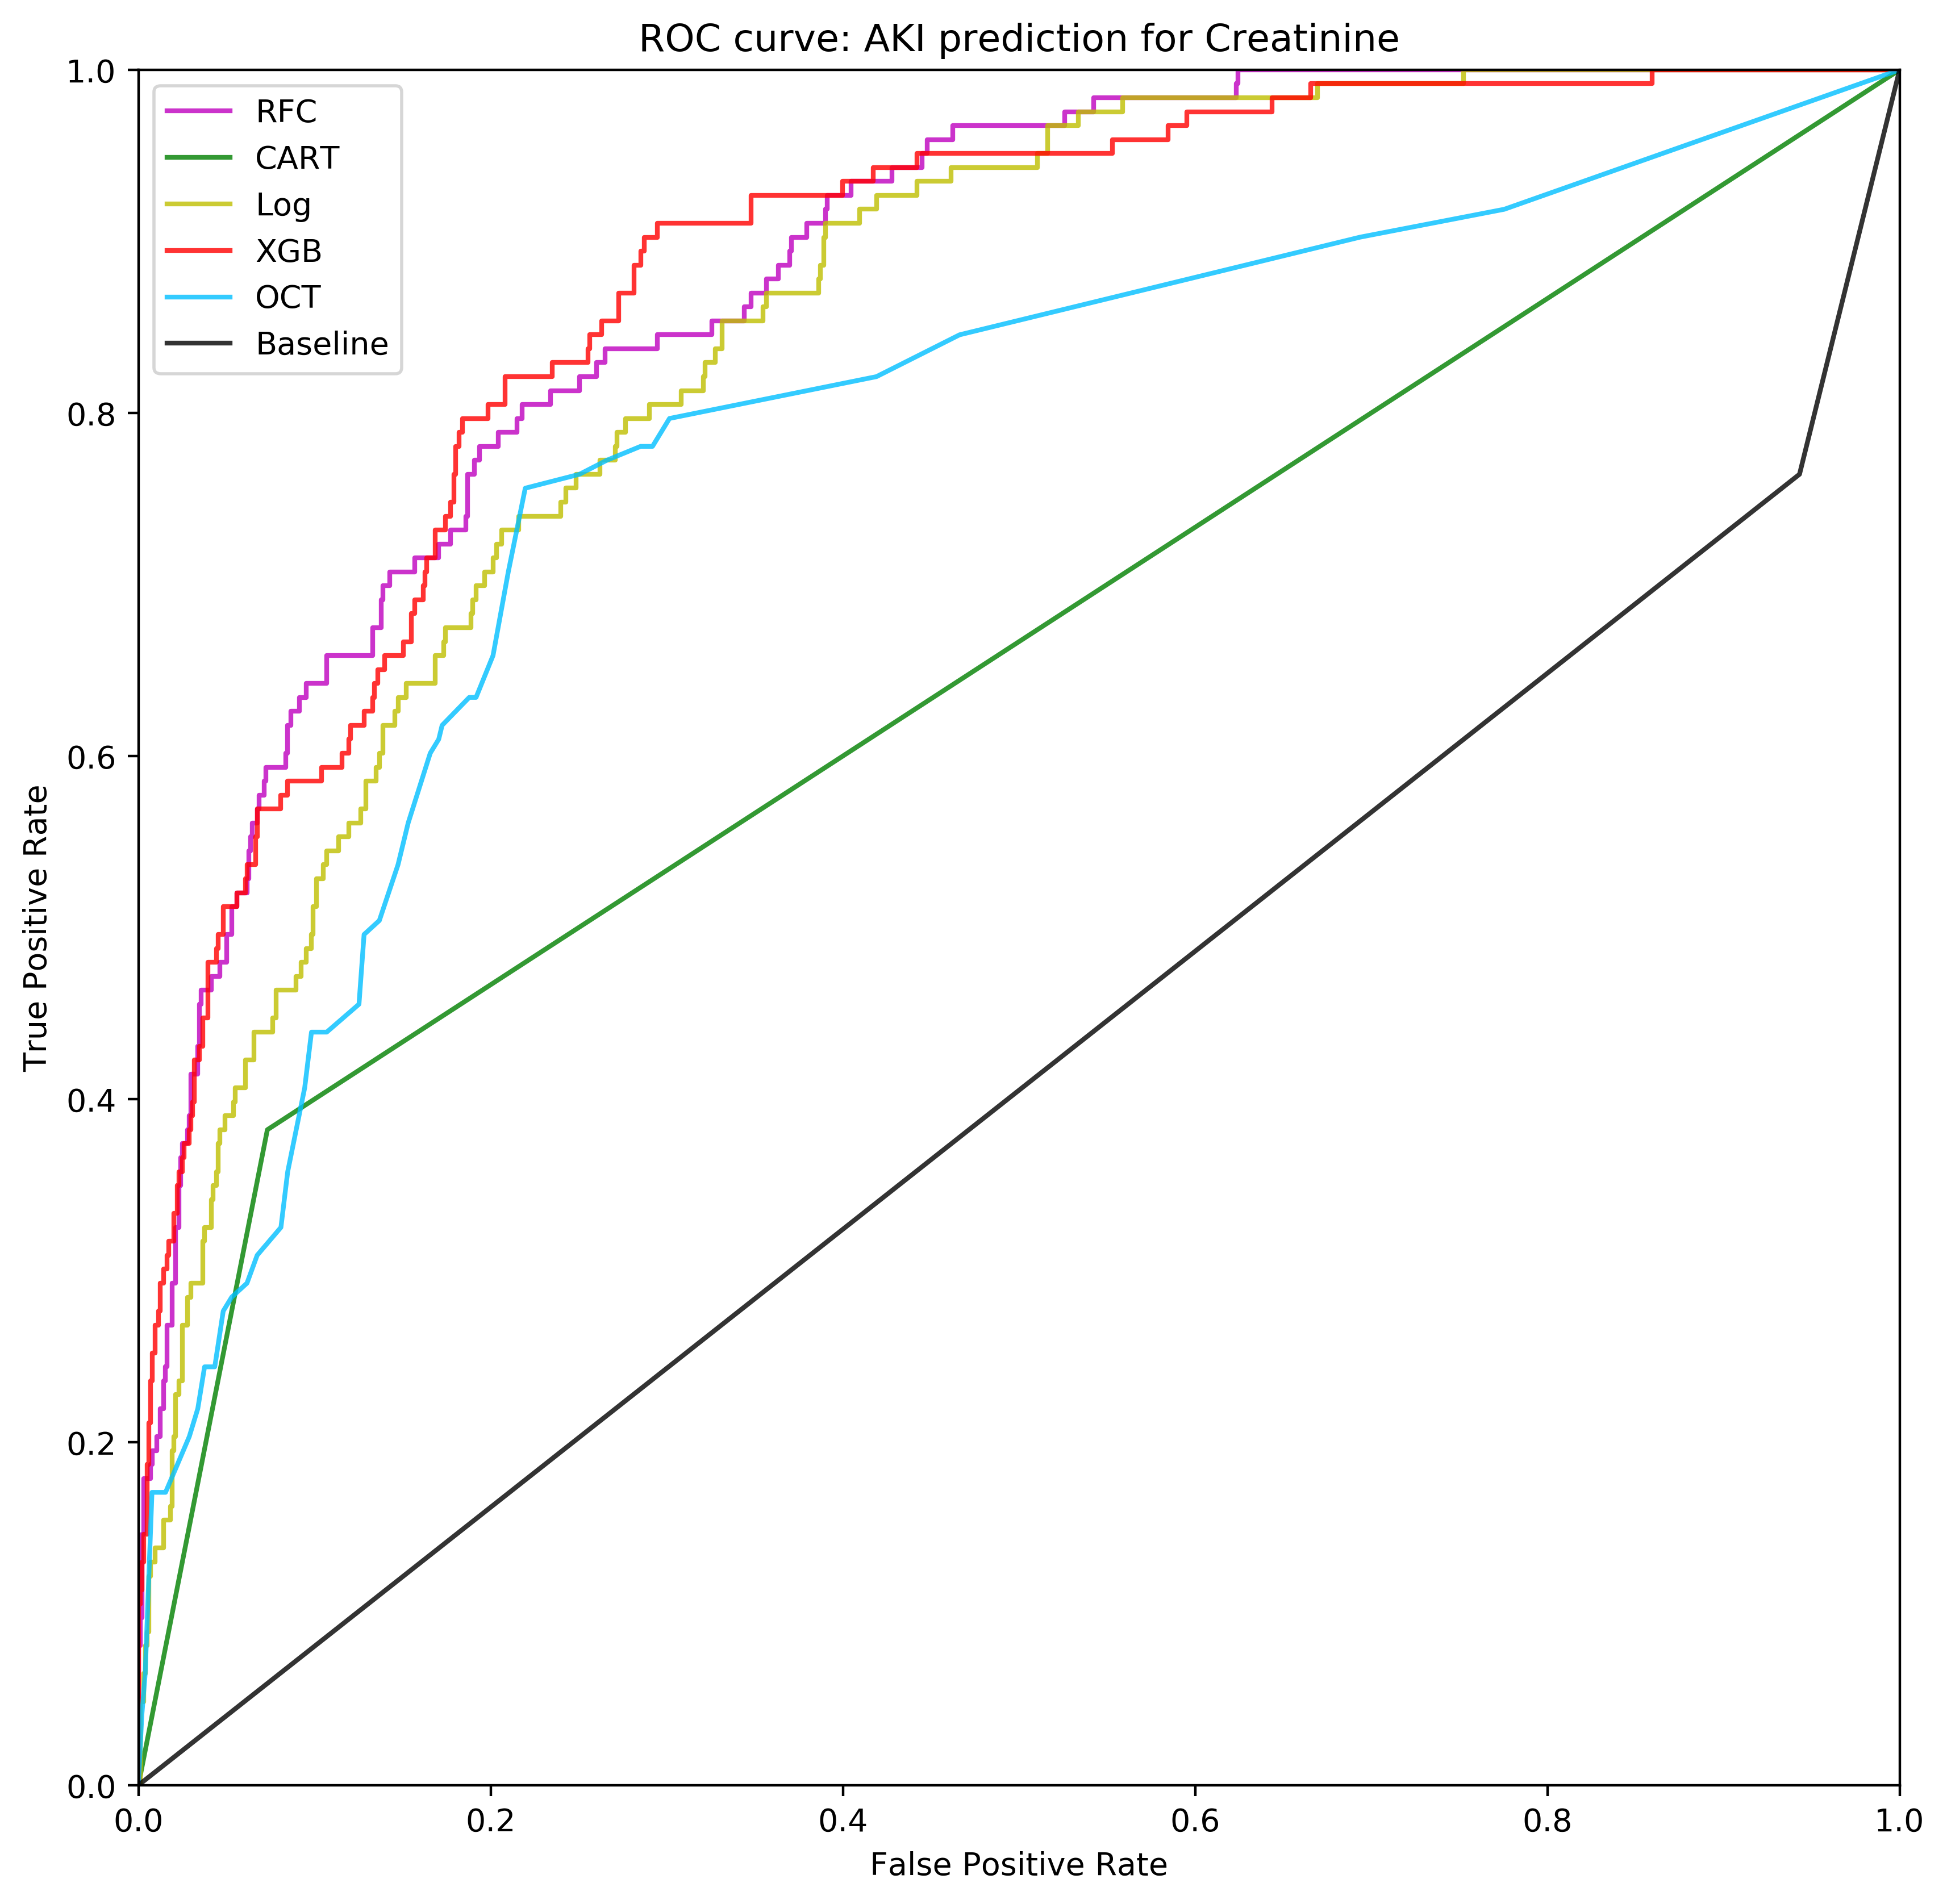 ROC curve: AKI prediction for Creatinine
RFC
CART
Log
XGB
OCT
Baseline
True Positive Rate
1.0
0.8
0.6
0.4
0.2
0.0
0.0 0.2 0.4 0.6 0.8 1.0
False Positive Rate